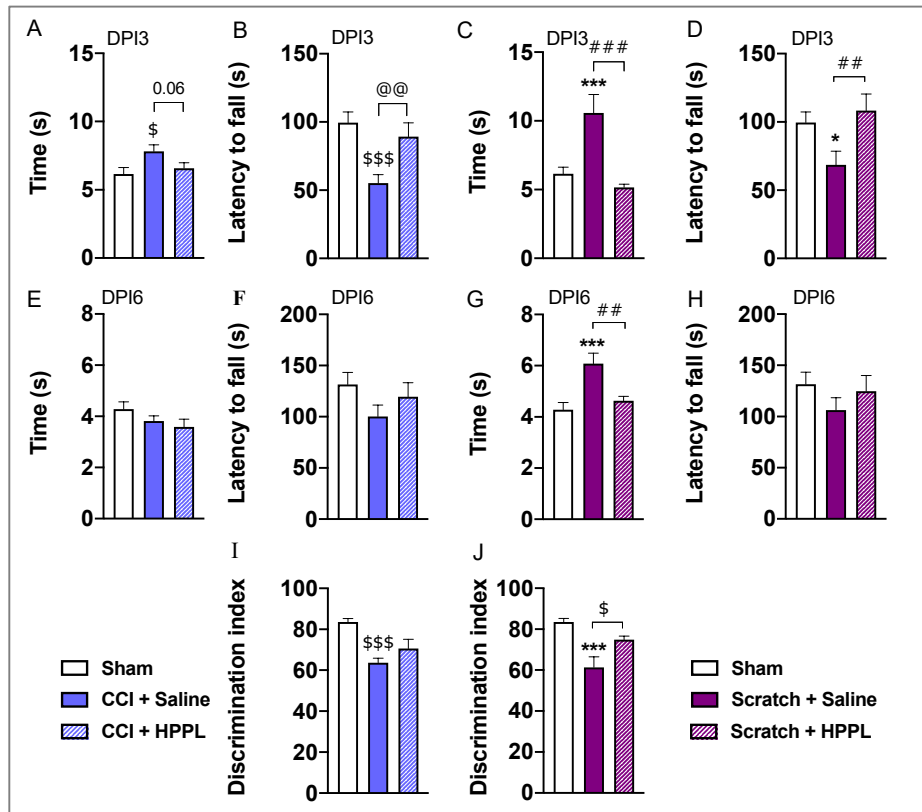 A DPI3
Time (s)
15
10
5
0
0.06
$
B DPI3
Latency to fall (s)
150
100
50
0
@@
$$$
C DPI3
Time (s)
15
10
5
0
###
***
D DPI3
Latency to fall (s)
150
100
50
0
##
*
E DPI6
Time (s)
8
6
4
2
0
F DPI6
Latency to fall (s)
200
150
100
50
0
G DPI6
Time (s)
8
6
4
2
0
##
***
H DPI6
Latency to fall (s)
200
150
100
50
0
I
Discrimination index
100
80
60
40
20
0
$$$
J
Discrimination index
100
80
60
40
20
0
$
***
Sham
CCI + Saline
CCI + HPPL
Sham
Scratch + Saline
Scratch + HPPL